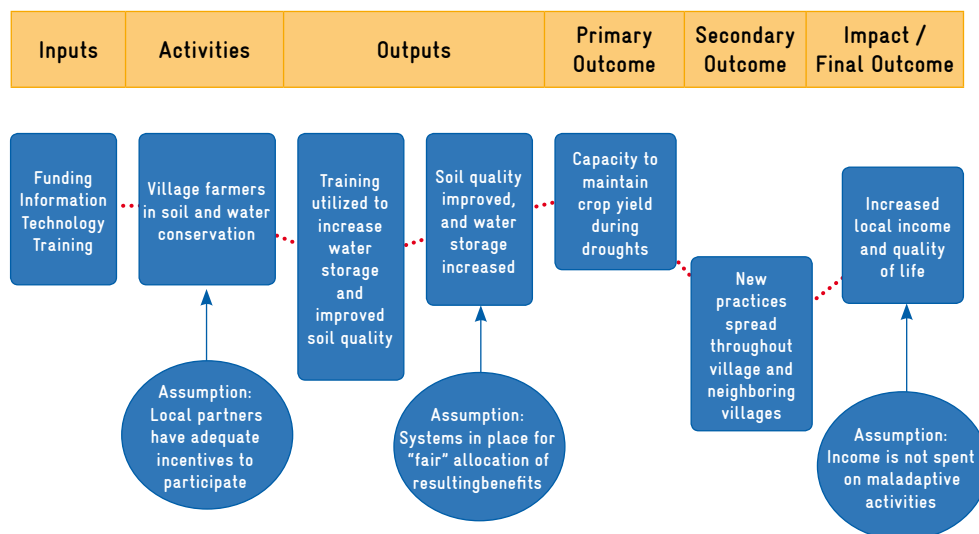 Inputs
Activities
Outputs
Primary
Outcome
Secondary
Outcome
Impact /
Final Outcome
Funding
Information
Technology
Training
Village farmers
in soil and water
conservation
Training
utilized to
increase
water
storage
and
improved
soil quality
Soil quality
improved,
and water
storage
increased
Capacity to
maintain
crop yield
during
droughts
New
practices
spread
throughout
village and
neighboring
villages
Increased
local income
and quality
of life
Assumption:
Local partners
have adequate
incentives to
participate
Assumption:
Systems in place for
"fair" allocation of
resultingbenefits
Assumption:
Income is not spent
on maladaptive
activities